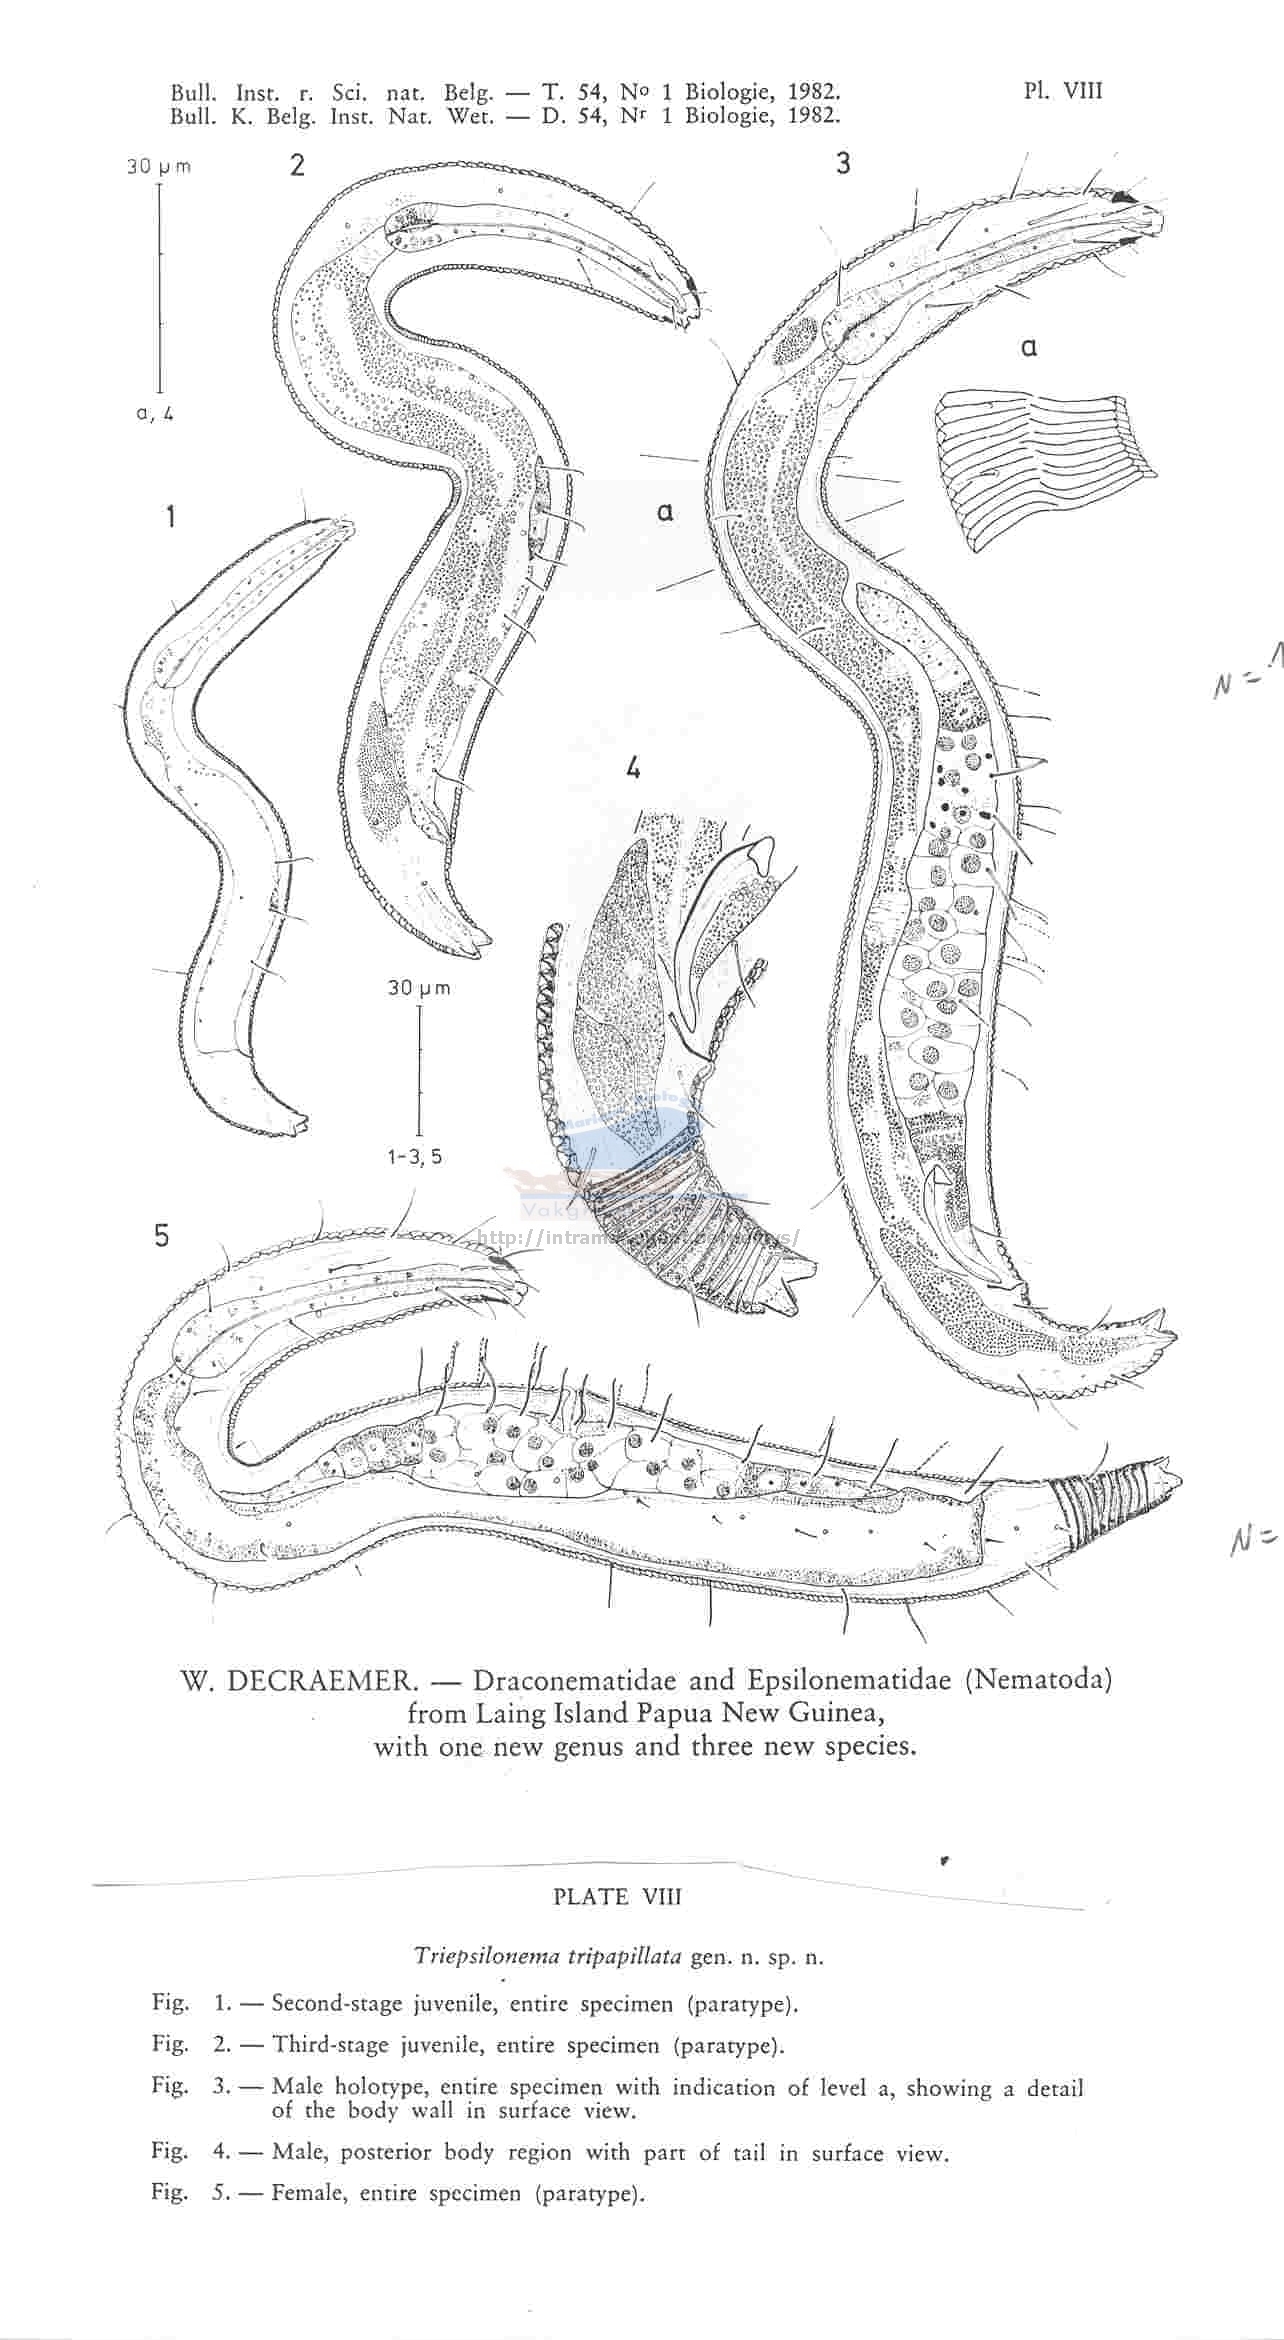 Bull. Inst. r. Sci. nat. Belg. — T. 54, Nº 1 Biologie, 1982.
Pl. VIII
Bull. K. Belg. Inst. Nat. Wet. — D. 54, Nr 1 Biologie, 1982.
30 µm
2
3
a
a, 4
1
a
N =
4
30 µm
1-3, 5
http://intramar
5
N =
W. DECRAEMER. — Draconematidae and Epsilonematidae (Nematoda)
from Laing Island Papua New Guinea,
with one new genus and three new species.
PLATE VIII
Triepsilonema tripapillata gen. n. sp. n.
Fig. 1. — Second-stage juvenile, entire specimen (paratype).
Fig. 2. — Third-stage juvenile, entire specimen (paratype).
Fig. 3. — Male holotype, entire specimen with indication of level a, showing a detail
of the body wall in surface view.
Fig. 4. — Male, posterior body region with part of tail in surface view.
Fig. 5. — Female, entire specimen (paratype).